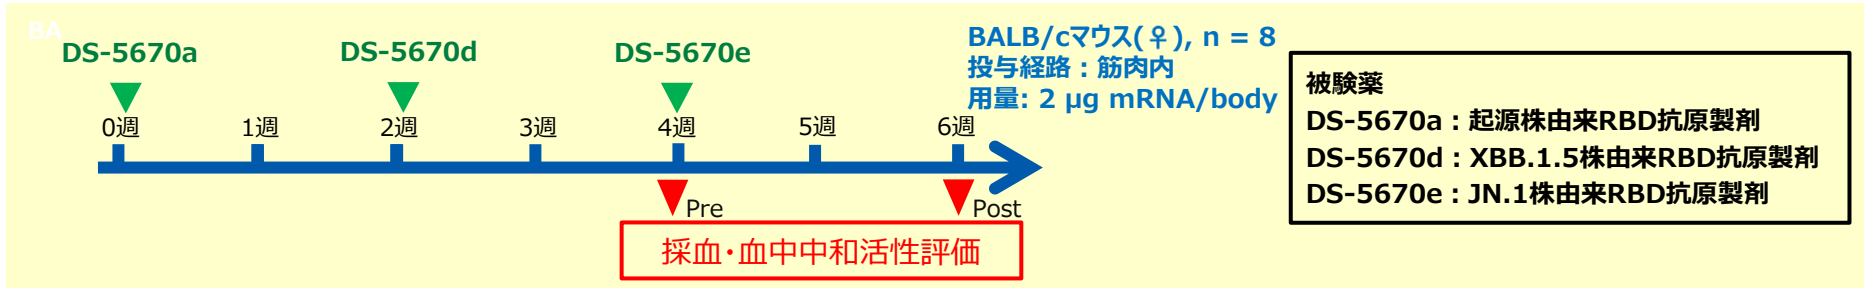 BA
DS-5670a
DS-5670d
DS-5670e
0週
1週
2週
3週
4週
5週
6週
Pre
Post
採血・血中中和活性評価
BALB/cマウス(♀), n = 8
投与経路：筋肉内
用量: 2 μg mRNA/body
被験薬
DS-5670a：起源株由来RBD抗原製剤
DS-5670d：XBB.1.5株由来RBD抗原製剤
DS-5670e：JN.1株由来RBD抗原製剤